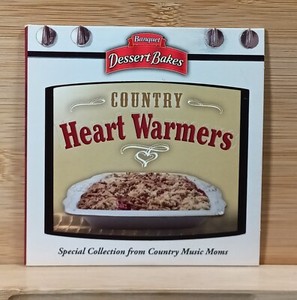 Banquet
Dessert Bakes
COUNTRY
Heart Warmers
Special Collection from Country Music Moms